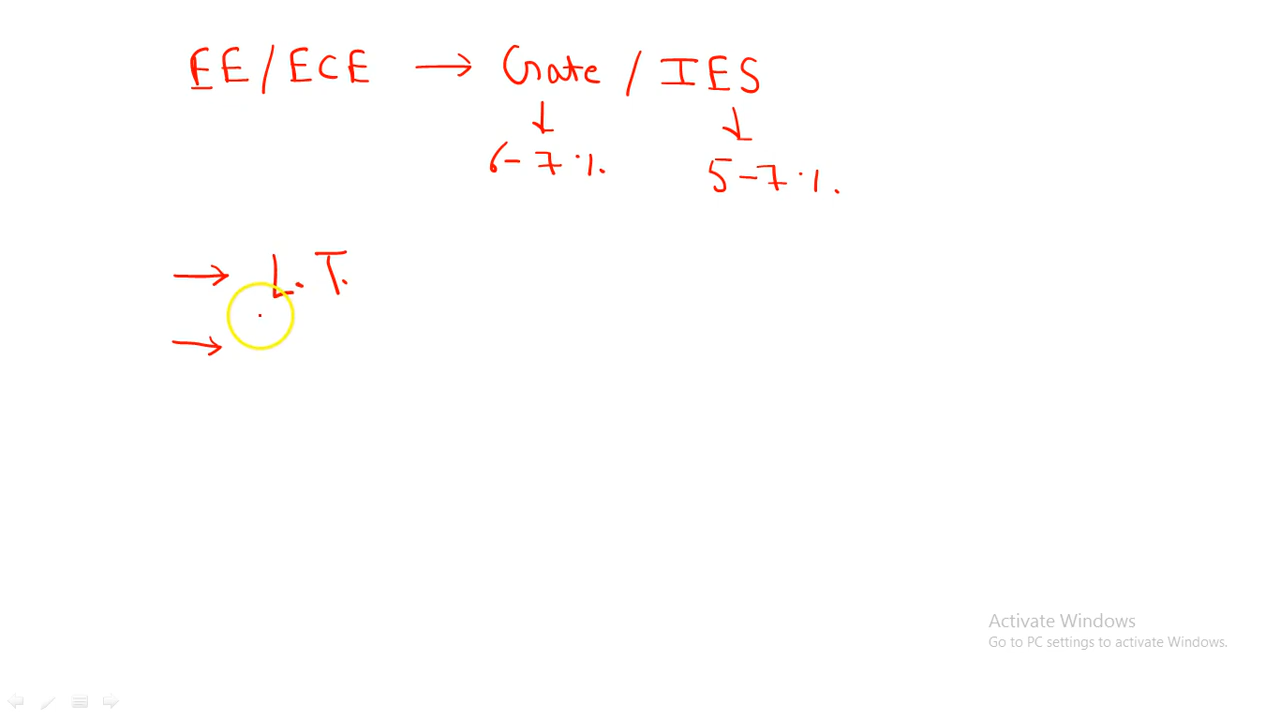 EE/ECE → Gate / IES
↓ ↓
6-7 %. 5-7 %.
→ L.T.
→
Activate Windows
Go to PC settings to activate Windows.